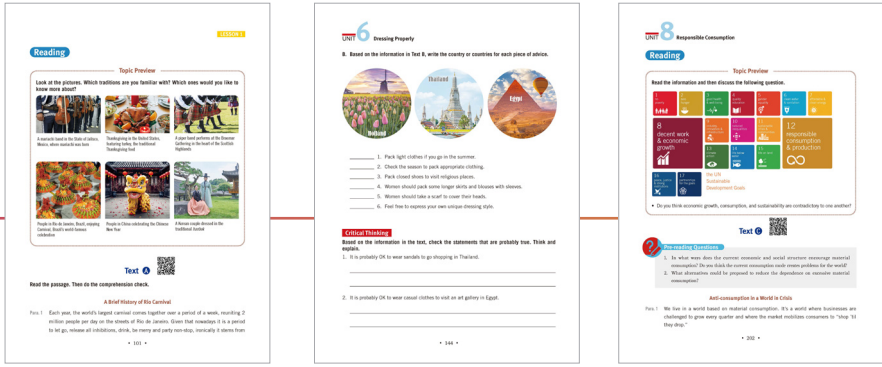 LESSON 1
Reading
Topic Preview
Look at the pictures. Which traditions are you familiar with? Which ones would you like to
know more about?
A mariachi band in the State of Jalisco,
Mexico, where mariachi was born
Thanksgiving in the United States,
featuring turkey, the traditional
Thanksgiving food
A piper band performs at the Braemar
Gathering in the heart of the Scottish
Highlands
People in Rio de Janeiro, Brazil, enjoying
Carnival, Brazil's world famous
celebration
People in China celebrating the Chinese
New Year
A Korean couple dressed in the
traditional hanbok
Text A
Read the passage. Then do the comprehension check.
A Brief History of Rio Carnival
Para. 1 Each year, the world's largest carnival comes together over a period of a week, rounding 2
million people per day on the streets of Rio de Janeiro. Given that nowadays it is a period
to let go, release all inhibitions, drink, be merry and party non-stop, ironically it stems from
• 101 •
UNIT 6 Dressing Properly
B. Based on the information in Text B, write the country or countries for each piece of advice.
Holland
Thailand
Egypt
1. Pack light clothes if you go in the summer.
2. Check the season to pack appropriate clothing.
3. Pack closed shoes to visit religious places.
4. Women should pack some longer skirts and blouses with sleeves.
5. Women should take a scarf to cover their heads.
6. Feel free to express your own unique dressing style.
Critical Thinking
Based on the information in the text, check the statements that are probably true. Think and
explain.
1. It is probably OK to wear sandals to go shopping in Thailand.
2. It is probably OK to wear casual clothes to visit an art gallery in Egypt.
• 144 •
UNIT 8 Responsible Consumption
Reading
Topic Preview
Read the information and then discuss the following question.
8
decent work
& economic
growth
12
responsible
consumption
& production
the UN
Sustainable
Development Goals
• Do you think economic growth, consumption, and sustainability are contradictory to one another?
Text C
Pre-reading Questions
1. In what ways does the current economic and social structure encourage material
consumption? Do you think the current consumption mode creates problems for the world?
2. What alternatives could be proposed to reduce the dependence on excessive material
consumption?
Anti-consumption in a World in Crisis
Para. 1 We live in a world based on material consumption. It's a world where businesses are
challenged to grow every quarter and where the market mobilizes consumers to "shop 'til
they drop."
• 202 •